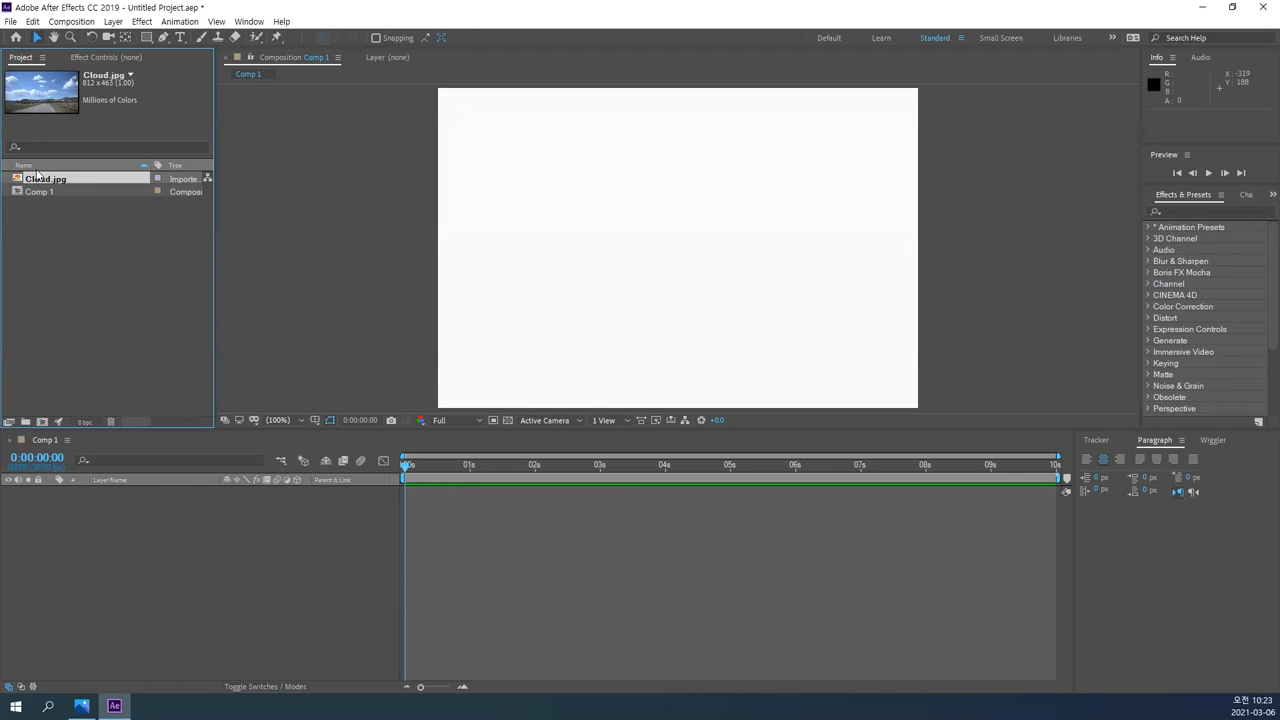 Adobe After Effects CC 2019 - Untitled Project.aep *
File Edit Composition Layer Effect Animation View Window Help
Snapping
Default Learn Standard Small Screen Libraries Search Help
Project Effect Controls (none)
Composition Comp 1 Layer (none)
Info Audio
Cloud.jpg
812 x 463 (1.00)
Millions of Colors
Comp 1
R :
G :
B :
A : 0
X : -319
Y : 188
Preview
Name Type
Cloud.jpg Importe...
Comp 1 Composi
Effects & Presets Cha
* Animation Presets
3D Channel
Audio
Blur & Sharpen
Boris FX Mocha
Channel
CINEMA 4D
Color Correction
Distort
Expression Controls
Generate
Immersive Video
Keying
Matte
Noise & Grain
Obsolete
Perspective
8 bpc
(100%) 0:00:00:00 Full Active Camera 1 View +0.0
Comp 1
0:00:00:00
00000 (30.00 fps)
# Layer Name Parent & Link
00s 01s 02s 03s 04s 05s 06s 07s 08s 09s 10s
Tracker Paragraph Wiggler
0 px 0 px 0 px
0 px 0 px
Toggle Switches / Modes
Ae
오전 10:23
2021-03-06